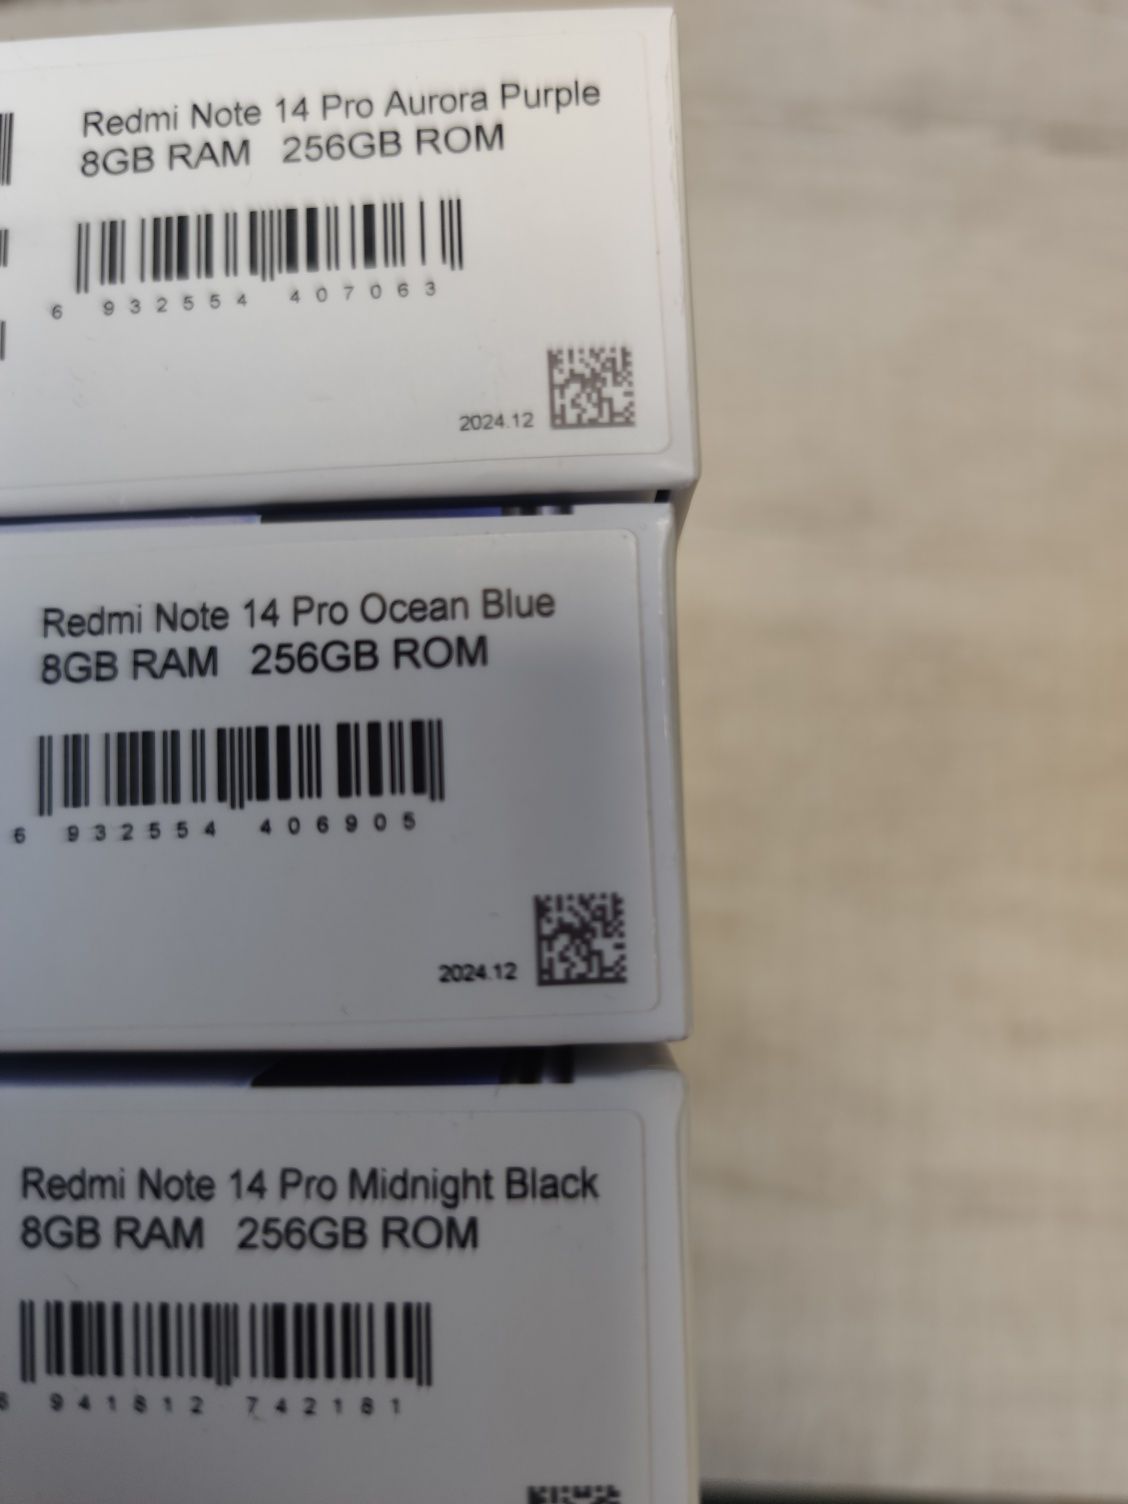 Redmi Note 14 Pro Aurora Purple
8GB RAM 256GB ROM
6 932554 407063
2024.12
Redmi Note 14 Pro Ocean Blue
8GB RAM 256GB ROM
6 932554 406905
2024.12
Redmi Note 14 Pro Midnight Black
8GB RAM 256GB ROM
6 941812 742181